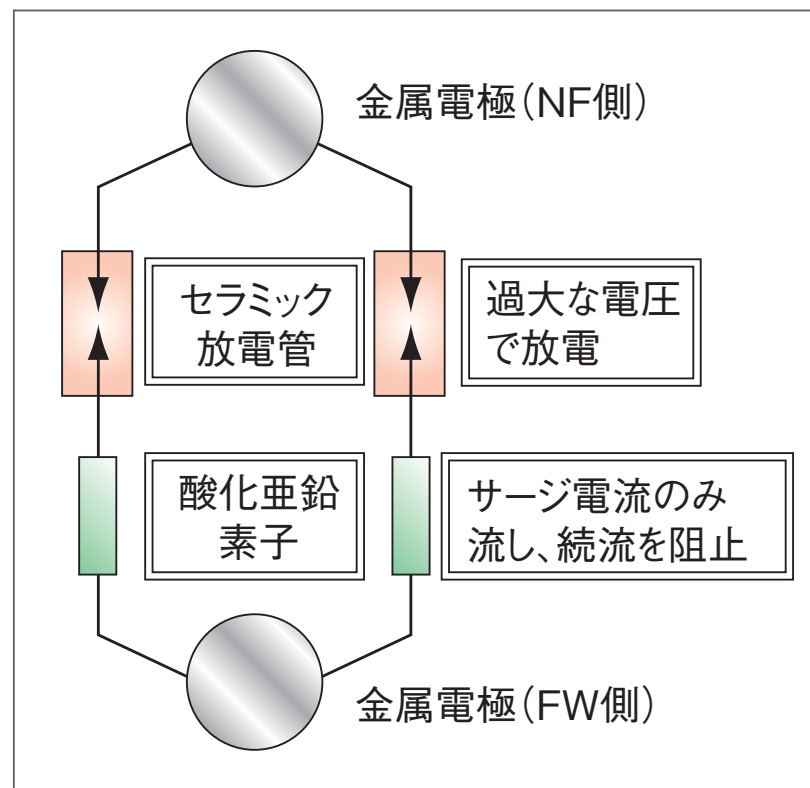 金属電極（NF側）
セラミック
放電管
過大な電圧
で放電
酸化亜鉛
素子
サージ電流のみ
流し、続流を阻止
金属電極（FW側）